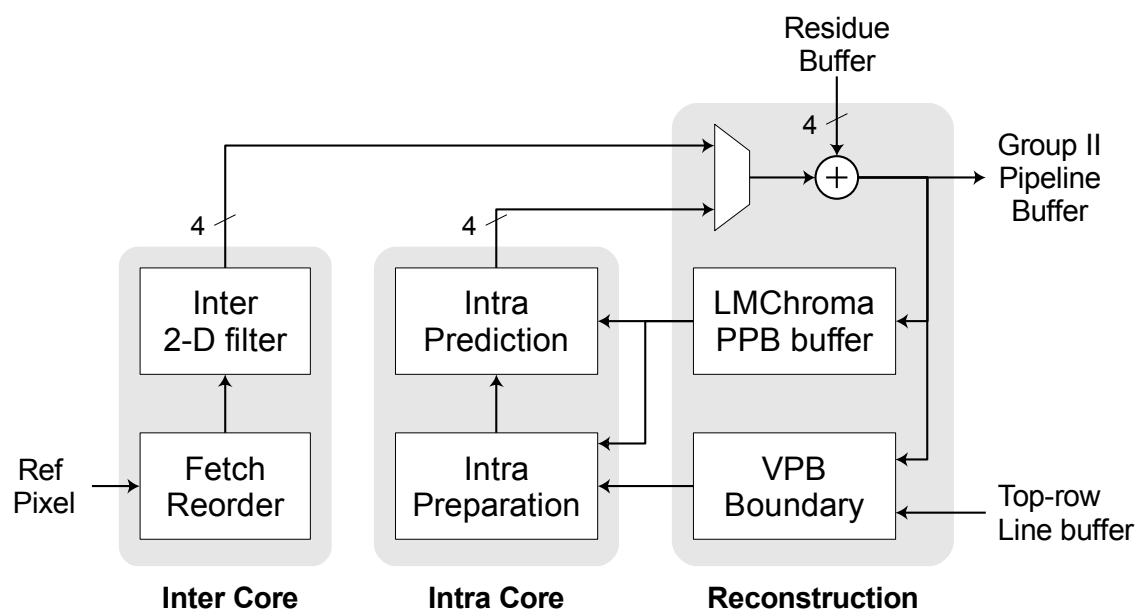 Residue
Buffer
4
Group II
Pipeline
Buffer
4
4
Inter
2-D filter
Intra
Prediction
LMChroma
PPB buffer
Ref
Pixel
Fetch
Reorder
Intra
Preparation
VPB
Boundary
Top-row
Line buffer
Inter Core
Intra Core
Reconstruction